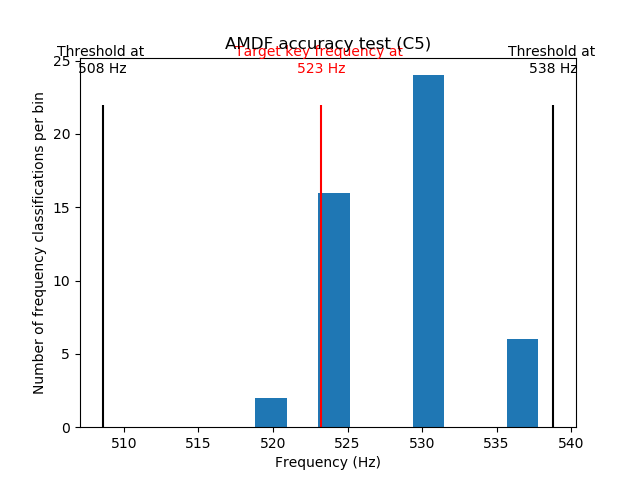 AMDF accuracy test (C5)
Threshold at
508 Hz
Target key frequency at
523 Hz
Threshold at
538 Hz
Number of frequency classifications per bin
25
20
15
10
5
0
510
515
520
525
530
535
540
Frequency (Hz)